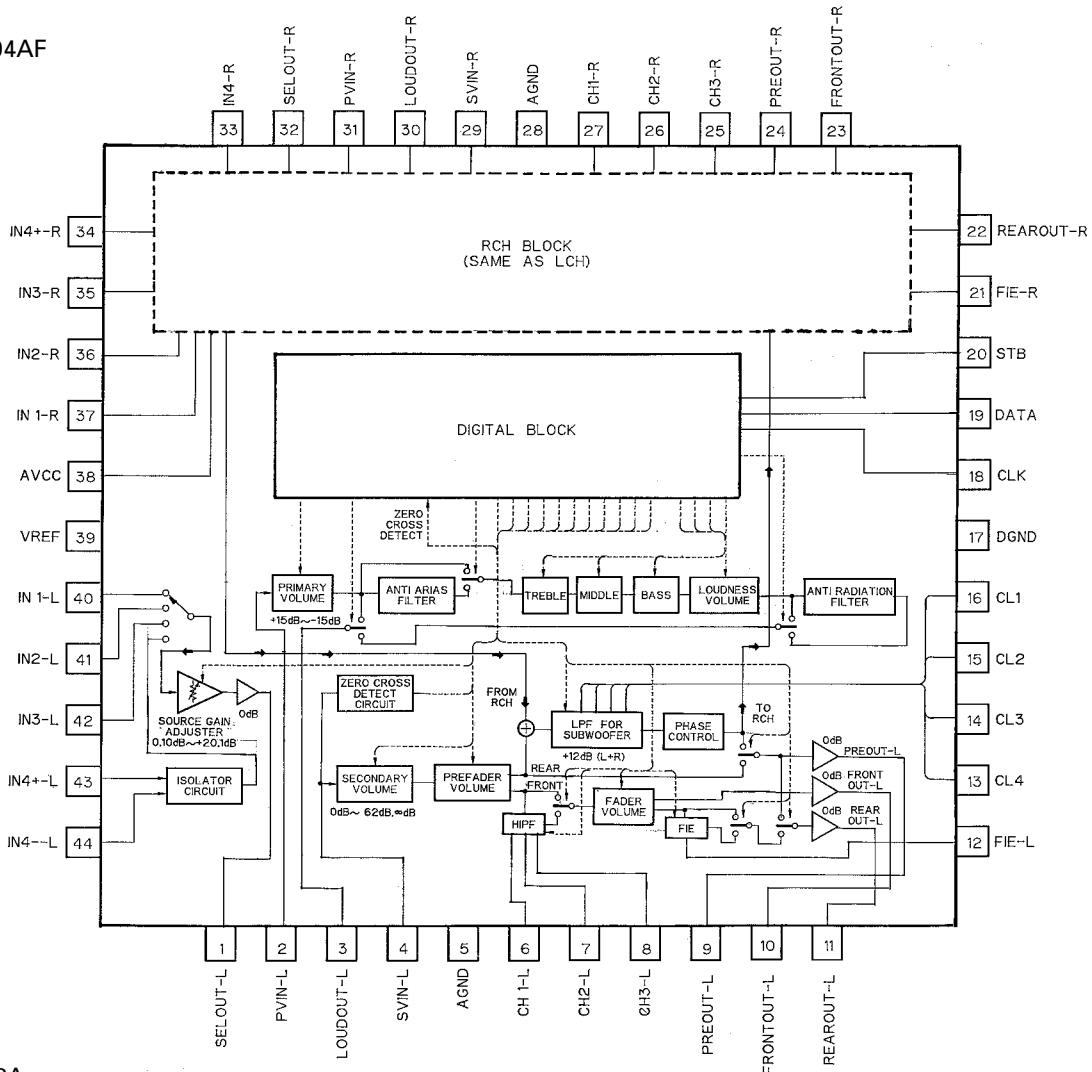 04AF
IN4-R
SELOUT-R
PVIN-R
LOUDOUT-R
SVIN-R
AGND
CH1-R
CH2-R
CH3-R
PREOUT-R
FRONTOUT-R
33
32
31
30
29
28
27
26
25
24
23
IN4+-R 34
IN3-R 35
IN2-R 36
IN 1-R 37
AVCC 38
VREF 39
IN 1-L 40
IN2-L 41
IN3-L 42
IN4+-L 43
IN4--L 44
RCH BLOCK
(SAME AS LCH)
22 REAROUT-R
21 FIE-R
20 STB
19 DATA
18 CLK
17 DGND
16 CL1
15 CL2
14 CL3
13 CL4
12 FIE-L
DIGITAL BLOCK
ZERO
CROSS
DETECT
PRIMARY
VOLUME
+15dB~-15dB
ANTI ARIAS
FILTER
TREBLE
MIDDLE
BASS
LOUDNESS
VOLUME
ANTI RADIATION
FILTER
SOURCE GAIN
ADJUSTER
0,10dB~+20,1dB
0dB
ISOLATOR
CIRCUIT
ZERO CROSS
DETECT
CIRCUIT
FROM
RCH
LPF FOR
SUBWOOFER
+12dB (L+R)
PHASE
CONTROL
TO
RCH
SECONDARY
VOLUME
0dB~ 62dB,∞dB
PREFADER
VOLUME
REAR
FRONT
HIPF
FADER
VOLUME
FIE
0dB
PREOUT-L
0dB FRONT
OUT-L
0dB REAR
OUT-L
1
2
3
4
5
6
7
8
9
10
11
SELOUT-L
PVIN-L
LOUDOUT-L
SVIN-L
AGND
CH 1-L
CH2-L
CH3-L
PREOUT-L
FRONTOUT-L
REAROUT-L